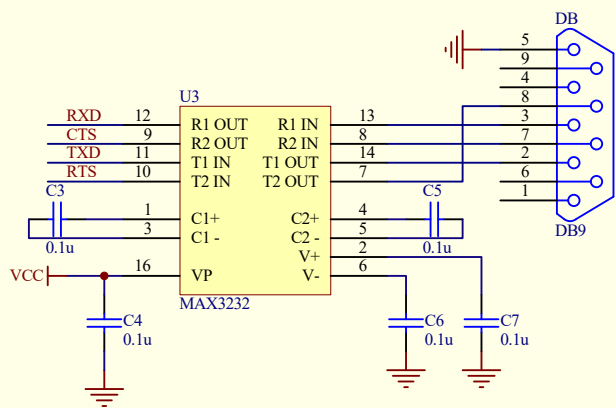 DB
5
9
4
8
3
7
2
6
1
DB9
U3
RXD 12 R1 OUT R1 IN 13
CTS 9 R2 OUT R2 IN 8
TXD 11 T1 IN T1 OUT 14
RTS 10 T2 IN T2 OUT 7
C3 1 C1+ C2+ 4 C5
0.1u 3 C1 - C2 - 5 0.1u
V+ 2
VCC 16 VP V- 6
MAX3232
C4
0.1u
C6
0.1u
C7
0.1u